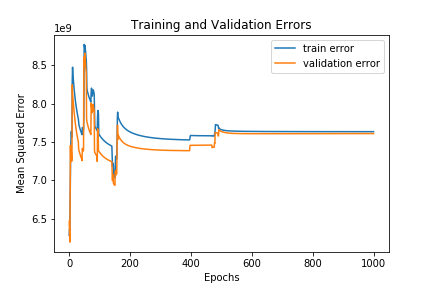 Training and Validation Errors
1e9
train error
validation error
8.5
8.0
7.5
7.0
6.5
Mean Squared Error
0
200
400
600
800
1000
Epochs